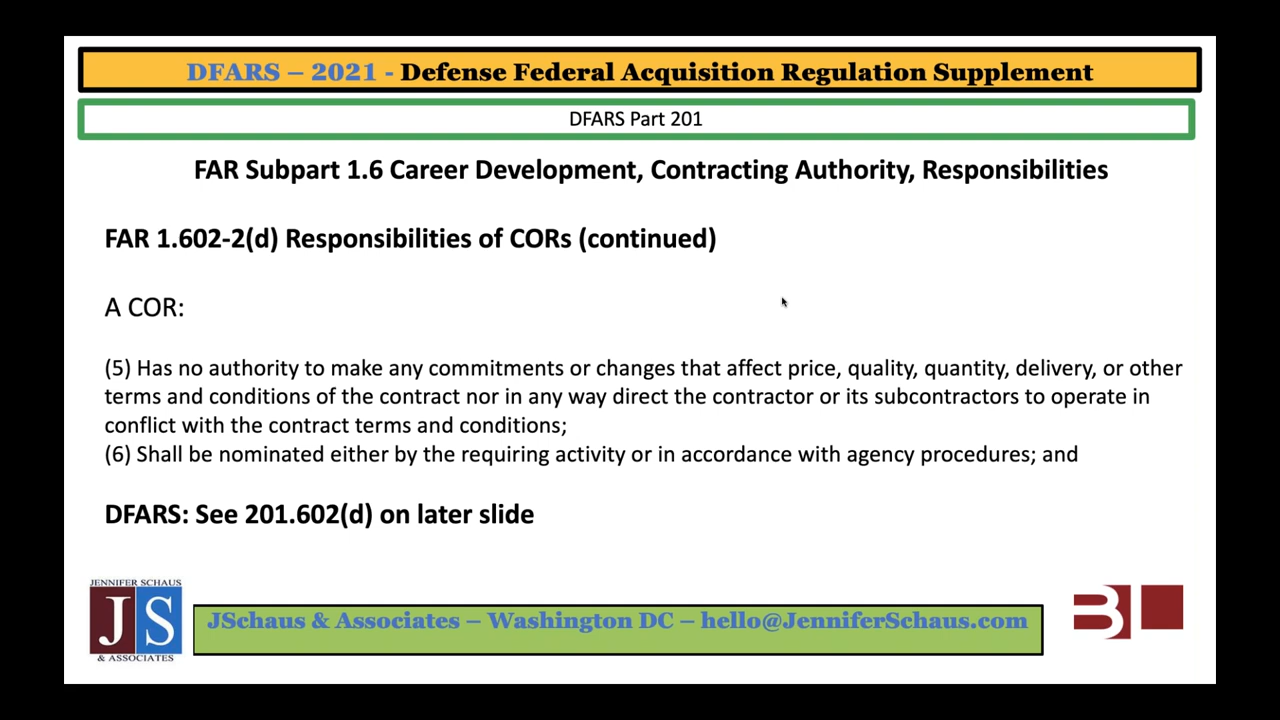 DFARS – 2021 - Defense Federal Acquisition Regulation Supplement
DFARS Part 201
FAR Subpart 1.6 Career Development, Contracting Authority, Responsibilities
FAR 1.602-2(d) Responsibilities of CORs (continued)
A COR:
(5) Has no authority to make any commitments or changes that affect price, quality, quantity, delivery, or other
terms and conditions of the contract nor in any way direct the contractor or its subcontractors to operate in
conflict with the contract terms and conditions;
(6) Shall be nominated either by the requiring activity or in accordance with agency procedures; and
DFARS: See 201.602(d) on later slide
JENNIFER SCHAUS
JS
& ASSOCIATES
JSchaus & Associates – Washington DC – hello@JenniferSchaus.com
B